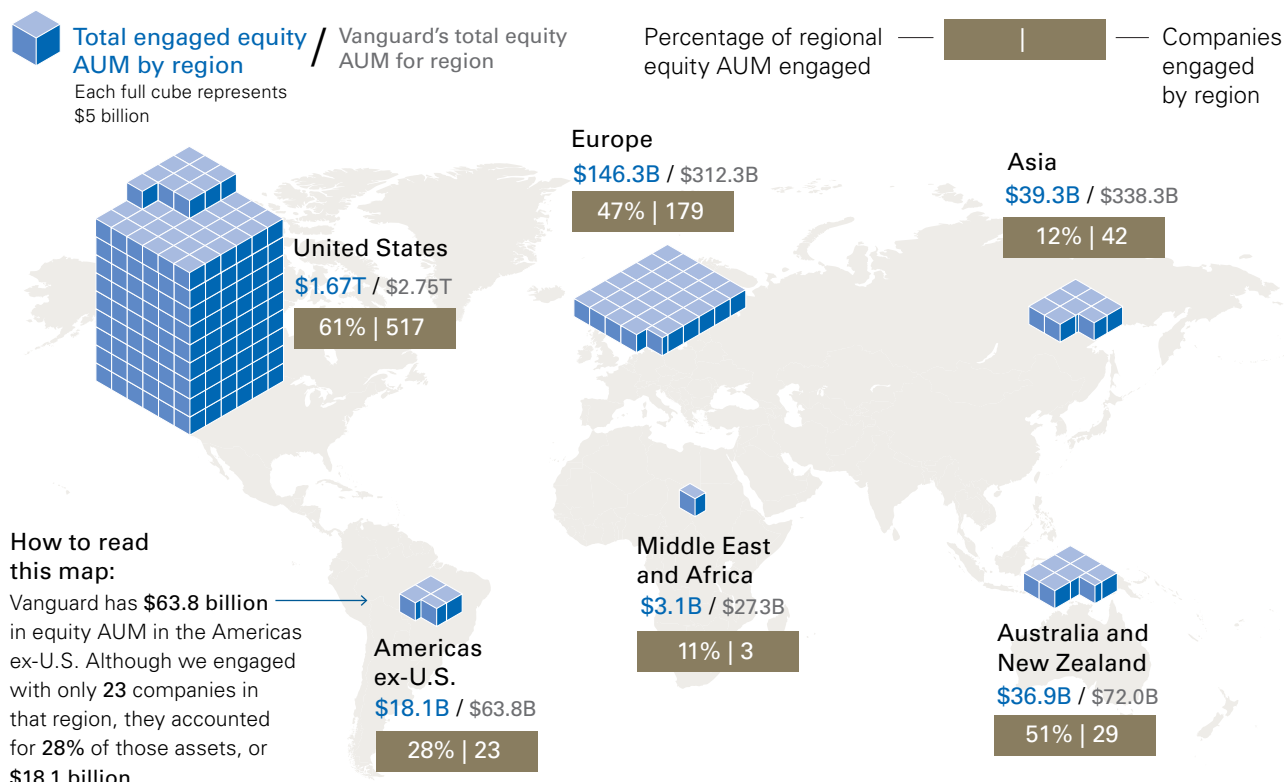 Total engaged equity
AUM by region
/
Vanguard's total equity
AUM for region
Each full cube represents
$5 billion
Percentage of regional
equity AUM engaged
|
Companies
engaged
by region
United States
$1.67T / $2.75T
61% | 517
Europe
$146.3B / $312.3B
47% | 179
Asia
$39.3B / $338.3B
12% | 42
How to read
this map:
Vanguard has $63.8 billion
in equity AUM in the Americas
ex-U.S. Although we engaged
with only 23 companies in
that region, they accounted
for 28% of those assets, or
$18.1 billion
Americas
ex-U.S.
$18.1B / $63.8B
28% | 23
Middle East
and Africa
$3.1B / $27.3B
11% | 3
Australia and
New Zealand
$36.9B / $72.0B
51% | 29